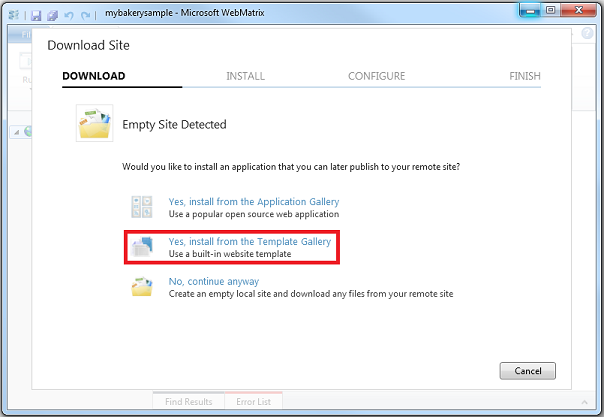 mybakerysample - Microsoft WebMatrix
Download Site
DOWNLOAD INSTALL CONFIGURE FINISH
Empty Site Detected
Would you like to install an application that you can later publish to your remote site?
Yes, install from the Application Gallery
Use a popular open source web application
Yes, install from the Template Gallery
Use a built-in website template
No, continue anyway
Create an empty local site and download any files from your remote site
Cancel
Find Results Error List